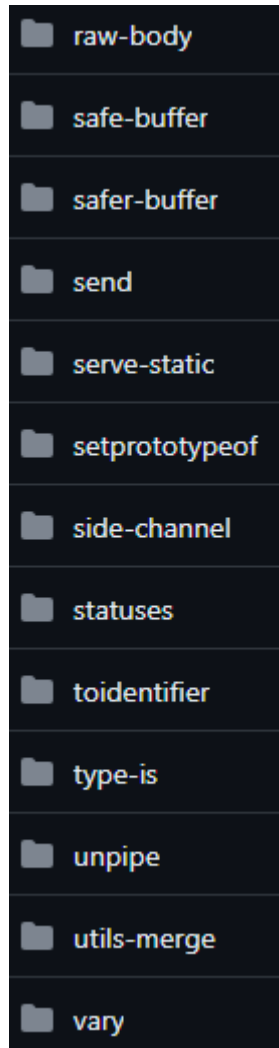 raw-body
safe-buffer
safer-buffer
send
serve-static
setprototypeof
side-channel
statuses
toidentifier
type-is
unpipe
utils-merge
vary